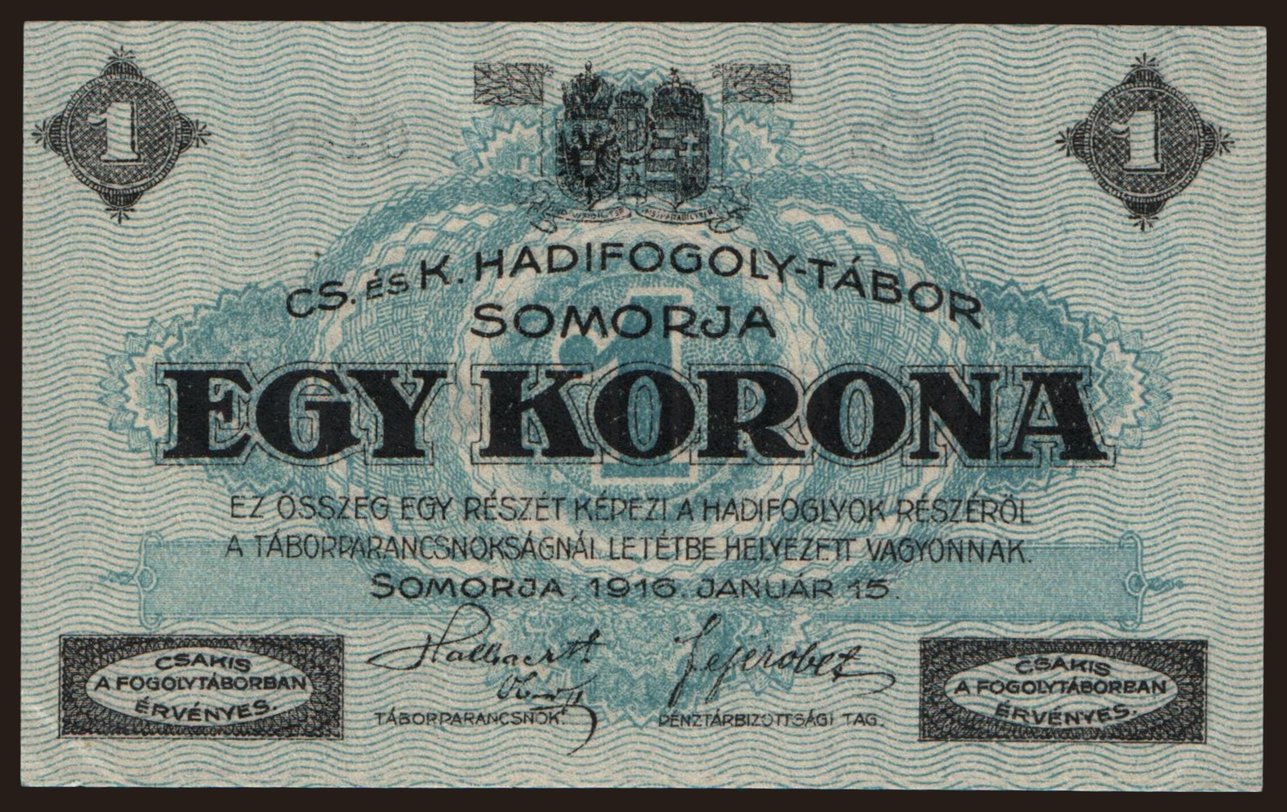 1
1
CS. ÉS K. HADIFOGOLY-TÁBOR
SOMORJA
1
EGY KORONA
EZ ÖSSZEG EGY RÉSZÉT KÉPEZI A HADIFOGLYOK RÉSZÉRŐL
A TÁBORPARANCSNOKSÁGNÁL LETÉTBE HELYEZETT VAGYONNAK.
SOMORJA, 1916. JANUÁR 15.
TÁBORPARANCSNOK.
PÉNZTÁRBIZOTTSÁGI TAG.
CSAKIS
A FOGOLYTÁBORBAN
ÉRVÉNYES.
CSAKIS
A FOGOLYTÁBORBAN
ÉRVÉNYES.